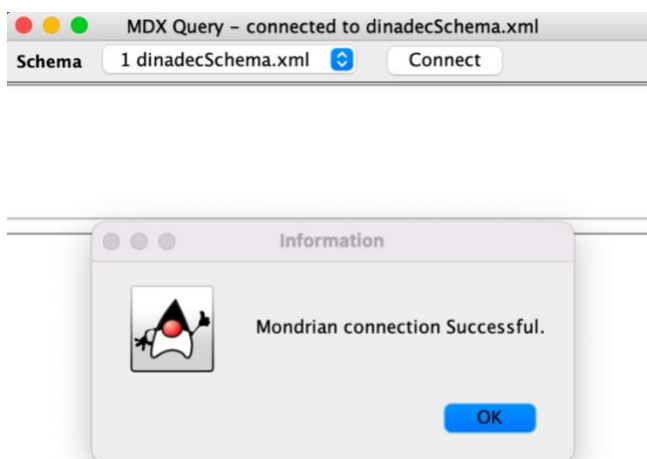 MDX Query – connected to dinadecSchema.xml
Schema 1 dinadecSchema.xml Connect
Information
Mondrian connection Successful.
OK